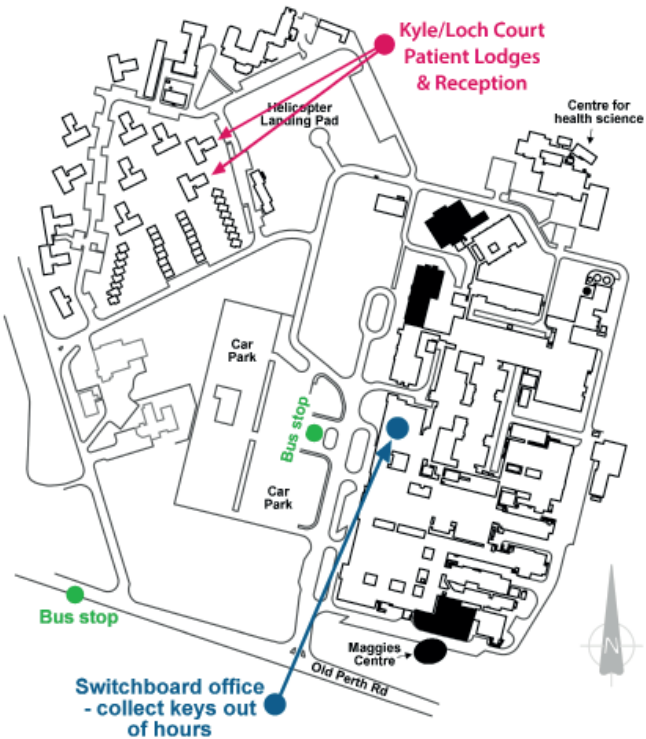 Kyle/Loch Court
Patient Lodges
& Reception
Helicopter
Landing Pad
Centre for
health science
Car
Park
Bus stop
Car
Park
Bus stop
Maggies
Centre
Old Perth Rd
N
Switchboard office
- collect keys out
of hours